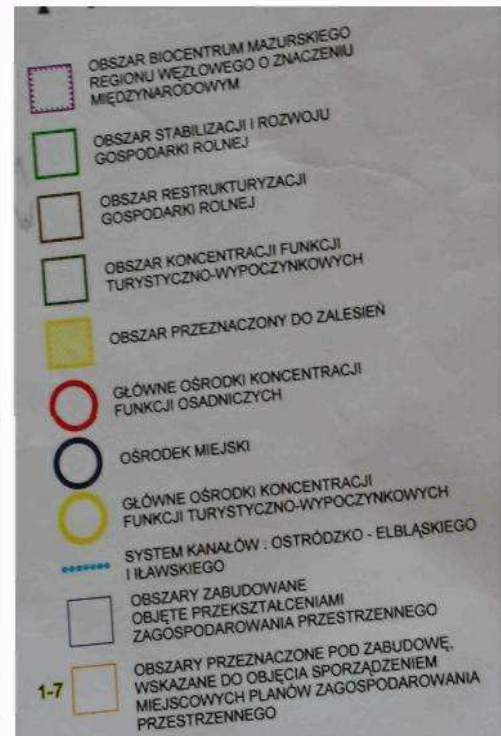 OBSZAR BIOCENTRUM MAZURSKIEGO
REGIONU WĘZŁOWEGO O ZNACZENIU
MIĘDZYNARODOWYM
OBSZAR STABILIZACJI I ROZWOJU
GOSPODARKI ROLNEJ
OBSZAR RESTRUKTURYZACJI
GOSPODARKI ROLNEJ
OBSZAR KONCENTRACJI FUNKCJI
TURYSTYCZNO-WYPOCZYNKOWYCH
OBSZAR PRZEZNACZONY DO ZALESIEŃ
GŁÓWNE OŚRODKI KONCENTRACJI
FUNKCJI OSADNICZYCH
OŚRODEK MIEJSKI
GŁÓWNE OŚRODKI KONCENTRACJI
FUNKCJI TURYSTYCZNO-WYPOCZYNKOWYCH
SYSTEM KANAŁÓW : OSTRÓDZKO - ELBLĄSKIEGO
I IŁAWSKIEGO
OBSZARY ZABUDOWANE
OBJĘTE PRZEKSZTAŁCENIAMI
ZAGOSPODAROWANIA PRZESTRZENNEGO
1-7 OBSZARY PRZEZNACZONE POD ZABUDOWĘ,
WSKAZANE DO OBJĘCIA SPORZĄDZENIEM
MIEJSCOWYCH PLANÓW ZAGOSPODAROWANIA
PRZESTRZENNEGO